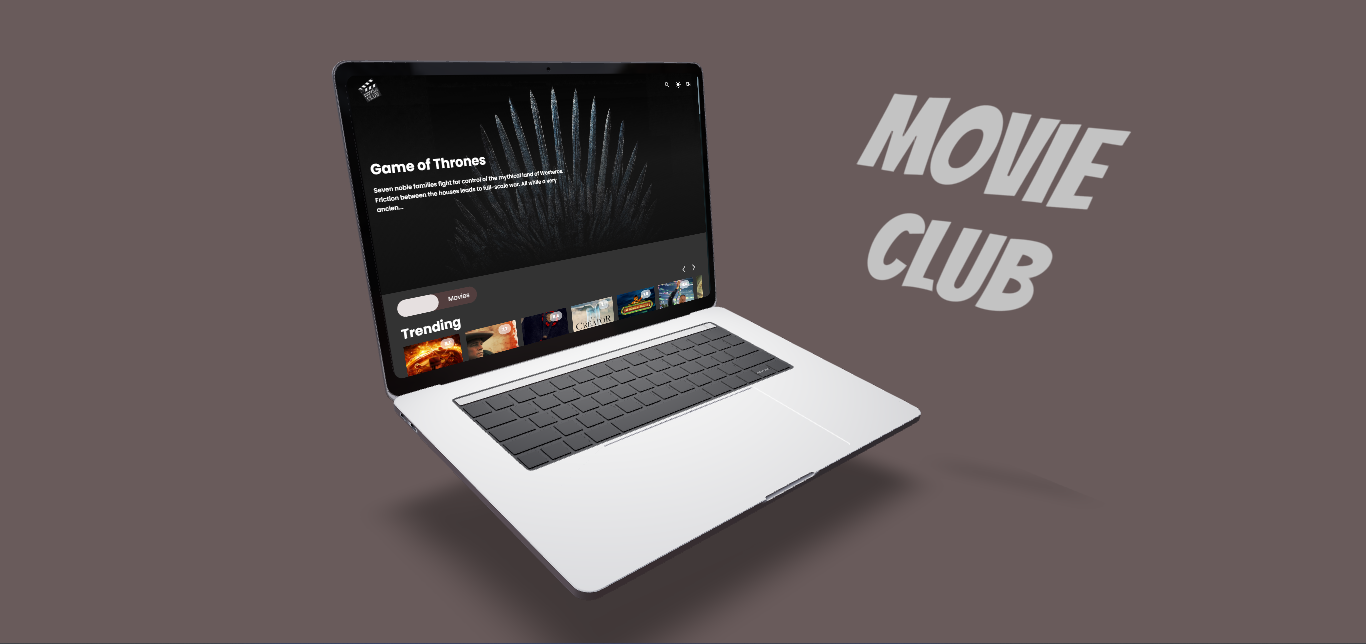 Game of Thrones
Seven noble families fight for control of the mythical land of Westeros.
Friction between the houses leads to full-scale war. All while a very
ancien...
Movies
Trending
CREATOR
MOVIE
CLUB